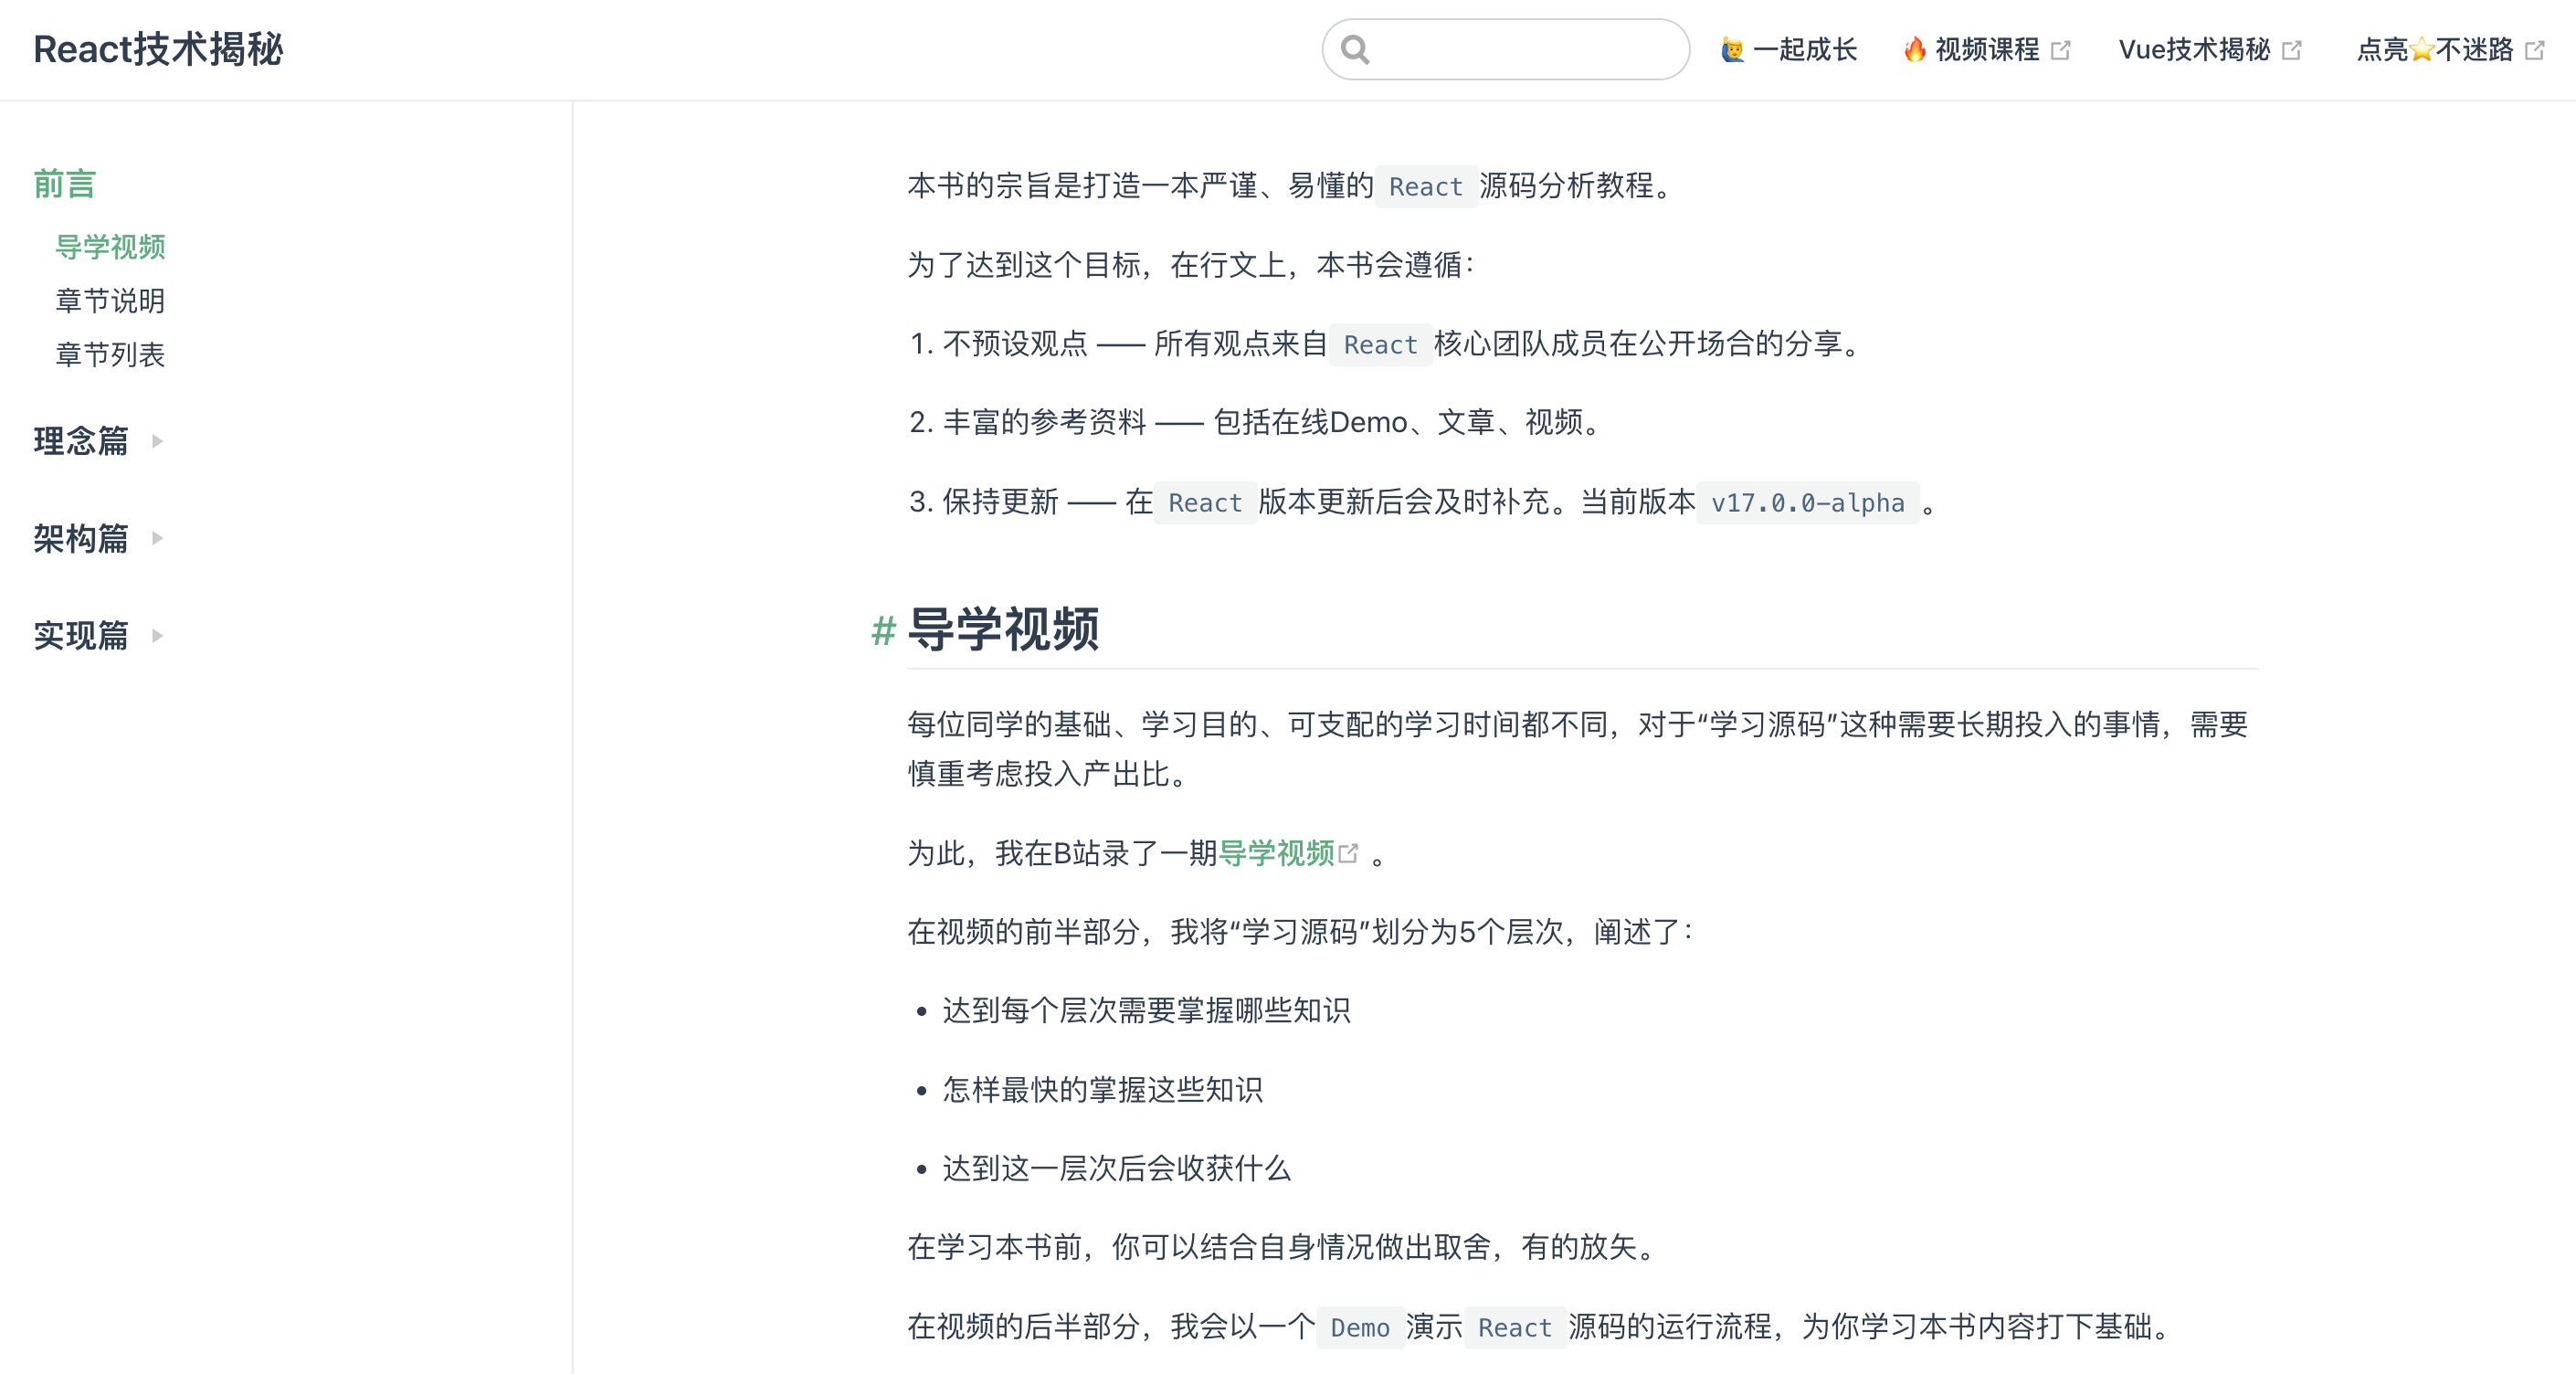 React技术揭秘
🙋‍♂️ 一起成长
🔥 视频课程
Vue技术揭秘
点亮⭐️不迷路
前言
导学视频
章节说明
章节列表
理念篇
架构篇
实现篇
本书的宗旨是打造一本严谨、易懂的 React 源码分析教程。
为了达到这个目标，在行文上，本书会遵循：
1. 不预设观点 —— 所有观点来自 React 核心团队成员在公开场合的分享。
2. 丰富的参考资料 —— 包括在线Demo、文章、视频。
3. 保持更新 —— 在 React 版本更新后会及时补充。当前版本 v17.0.0-alpha 。
# 导学视频
每位同学的基础、学习目的、可支配的学习时间都不同，对于“学习源码”这种需要长期投入的事情，需要
慎重考虑投入产出比。
为此，我在B站录了一期导学视频 。
在视频的前半部分，我将“学习源码”划分为5个层次，阐述了：
• 达到每个层次需要掌握哪些知识
• 怎样最快的掌握这些知识
• 达到这一层次后会收获什么
在学习本书前，你可以结合自身情况做出取舍，有的放矢。
在视频的后半部分，我会以一个 Demo 演示 React 源码的运行流程，为你学习本书内容打下基础。